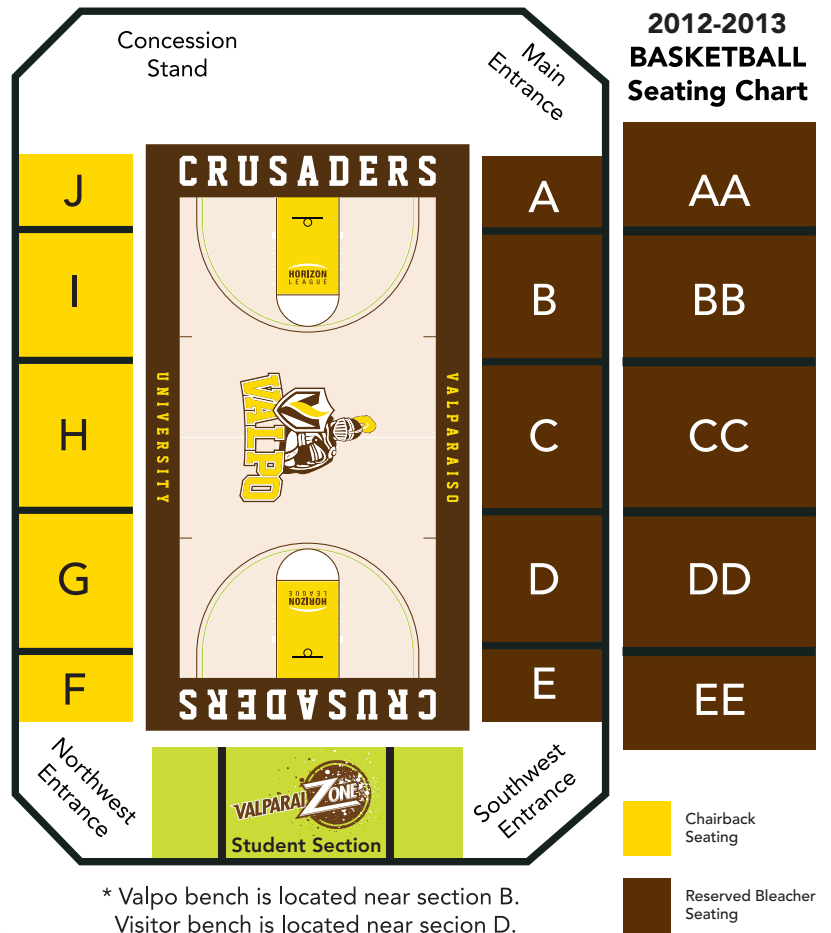 2012-2013
BASKETBALL
Seating Chart
Concession
Stand
Main
Entrance
CRUSADERS
J
I
H
G
F
HORIZON
LEAGUE
UNIVERSITY
VALPO
VALPARAISO
HORIZON
LEAGUE
CRUSADERS
A
B
C
D
E
AA
BB
CC
DD
EE
Northwest
Entrance
VALPARAIZONE
Student Section
Southwest
Entrance
Chairback
Seating
Reserved Bleacher
Seating
* Valpo bench is located near section B.
Visitor bench is located near secion D.